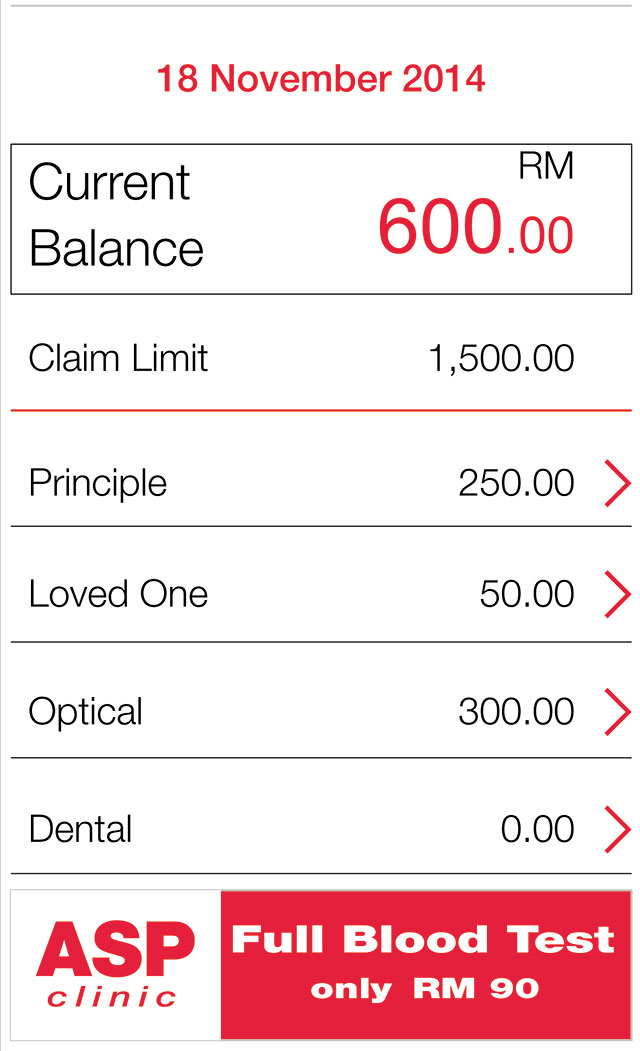 18 November 2014
Current
Balance
RM
600.00
Claim Limit 1,500.00
Principle 250.00
Loved One 50.00
Optical 300.00
Dental 0.00
ASP
clinic
Full Blood Test
only RM 90